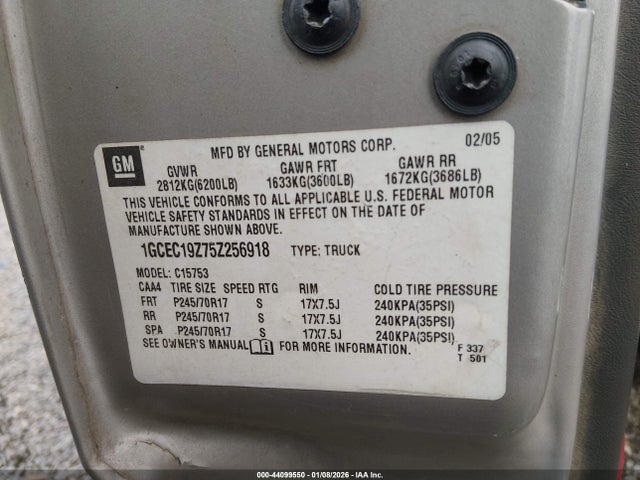 MFD BY GENERAL MOTORS CORP. 02/05
GM
GVWR GAWR FRT GAWR RR
2812KG(6200LB) 1633KG(3600LB) 1672KG(3686LB)
THIS VEHICLE CONFORMS TO ALL APPLICABLE U.S. FEDERAL MOTOR
VEHICLE SAFETY STANDARDS IN EFFECT ON THE DATE OF
MANUFACTURE SHOWN ABOVE.
1GCEC19Z75Z256918 TYPE: TRUCK
MODEL: C15753
CAA4 TIRE SIZE SPEED RTG RIM COLD TIRE PRESSURE
FRT P245/70R17 S 17X7.5J 240KPA(35PSI)
RR P245/70R17 S 17X7.5J 240KPA(35PSI)
SPA P245/70R17 S 17X7.5J 240KPA(35PSI)
SEE OWNER'S MANUAL FOR MORE INFORMATION.
F 337
T 501
000-44099550 | 01/08/2026 | IAA Inc.